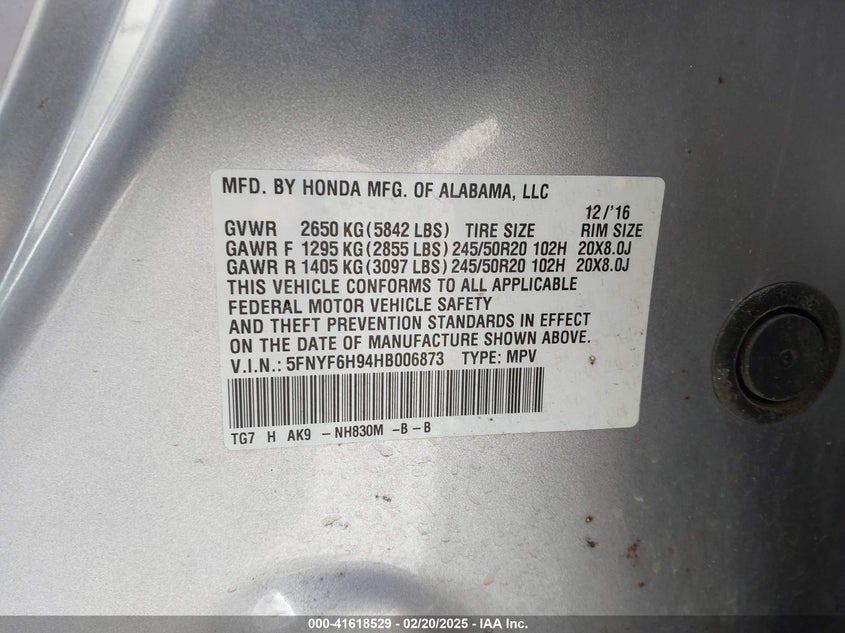 MFD. BY HONDA MFG. OF ALABAMA, LLC
12/'16
GVWR 2650 KG (5842 LBS) TIRE SIZE RIM SIZE
GAWR F 1295 KG (2855 LBS) 245/50R20 102H 20X8.0J
GAWR R 1405 KG (3097 LBS) 245/50R20 102H 20X8.0J
THIS VEHICLE CONFORMS TO ALL APPLICABLE
FEDERAL MOTOR VEHICLE SAFETY
AND THEFT PREVENTION STANDARDS IN EFFECT
ON THE DATE OF MANUFACTURE SHOWN ABOVE.
V.I.N.: 5FNYF6H94HB006873 TYPE: MPV
TG7 H AK9 -NH830M -B -B
000-41618529 - 02/20/2025 - IAA Inc.